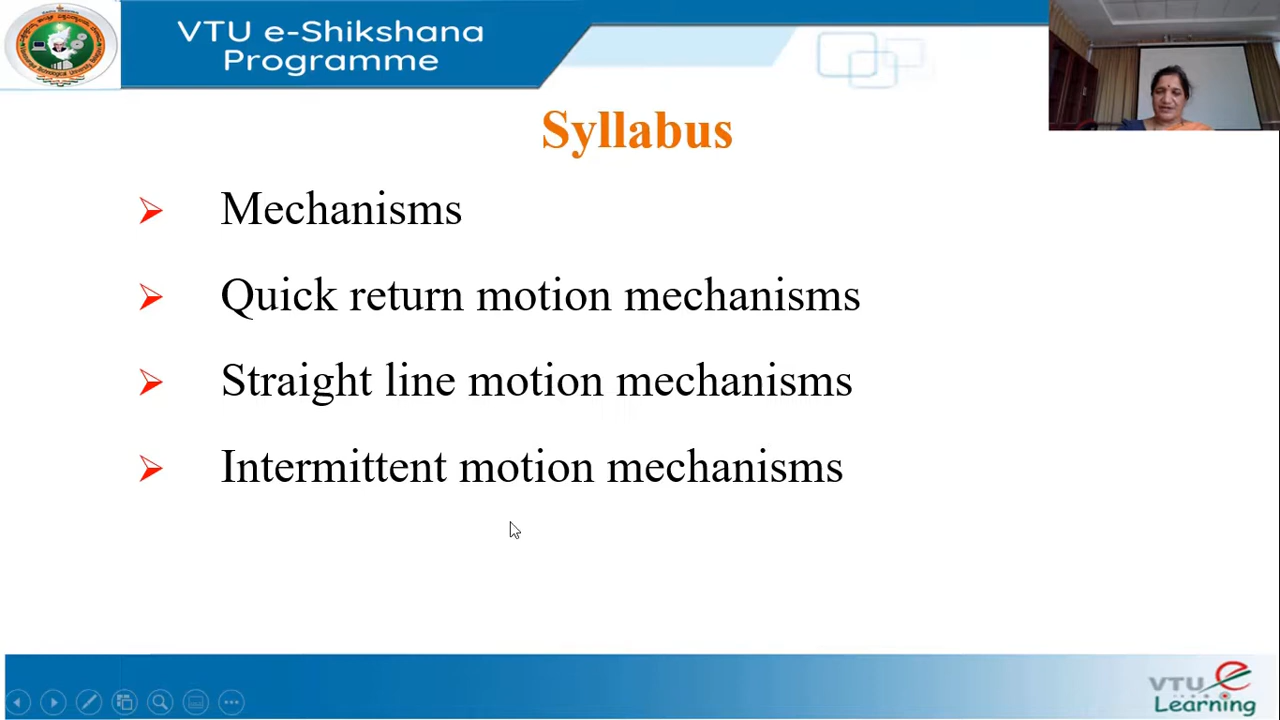 VTU e-Shikshana
Programme
Syllabus
Mechanisms
Quick return motion mechanisms
Straight line motion mechanisms
Intermittent motion mechanisms
VTU e
Learning